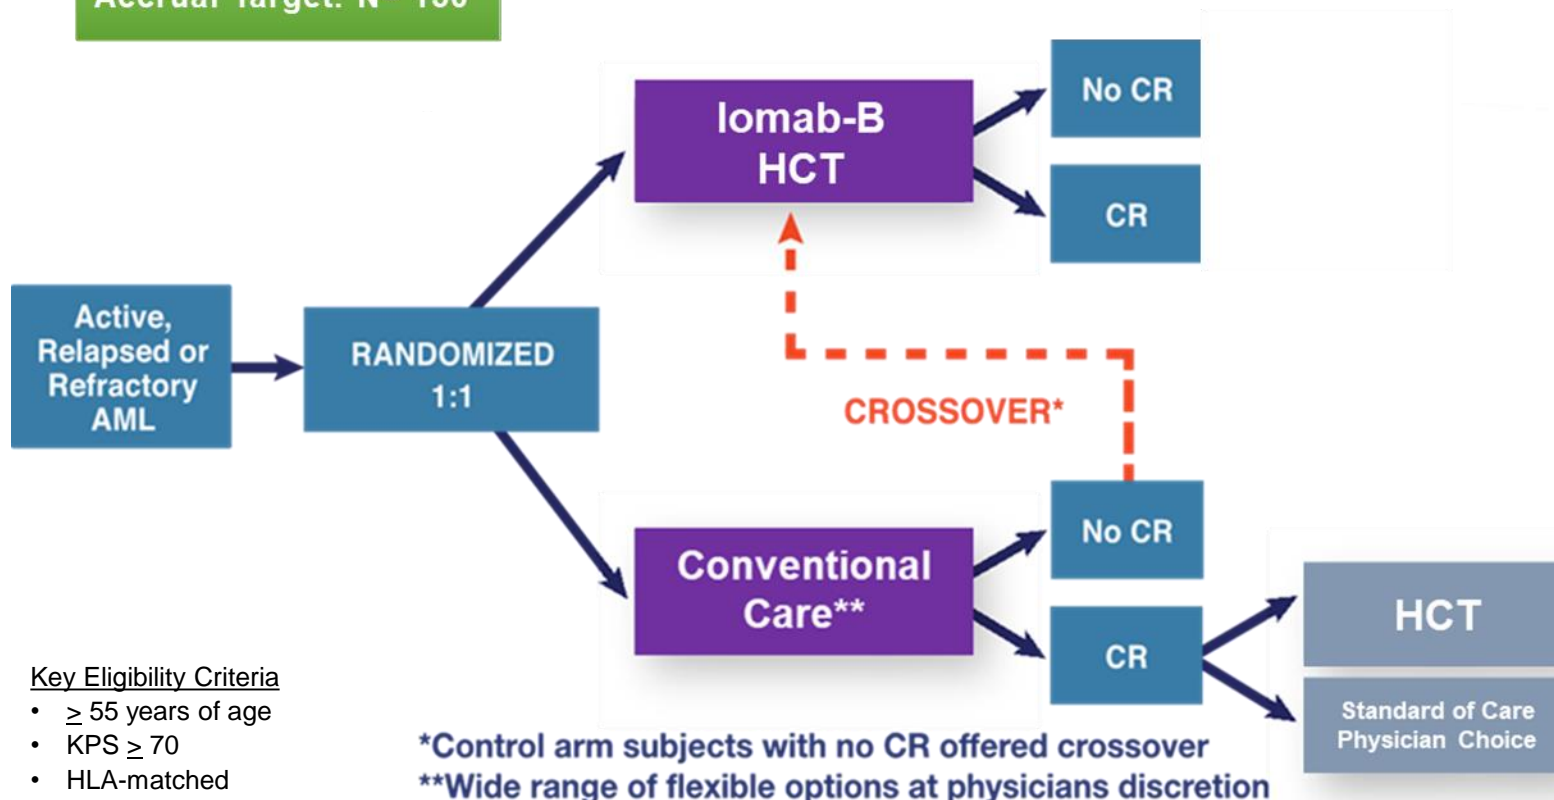 Accrual Target: N
Iomab-B
HCT
No CR
CR
Active,
Relapsed or
Refractory
AML
RANDOMIZED
1:1
CROSSOVER*
Conventional
Care**
No CR
CR
HCT
Standard of Care
Physician Choice
Key Eligibility Criteria
• ≥ 55 years of age
• KPS ≥ 70
• HLA-matched
*Control arm subjects with no CR offered crossover
**Wide range of flexible options at physicians discretion